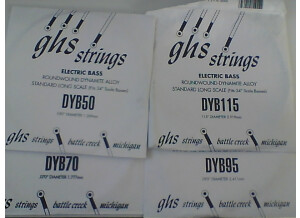 ghs strings
ELECTRIC BASS
ROUNDWOUND DYNAMITE ALLOY
STANDARD LONG SCALE
DYB50
ghs strings
ELECTRIC BASS
ROUNDWOUND DYNAMITE ALLOY
STANDARD LONG SCALE
DYB115
ghs strings battle creek michigan
ghs strings battle creek michigan
DYB70
DYB95
strings battle creek michigan
ghs strings battle creek michigan